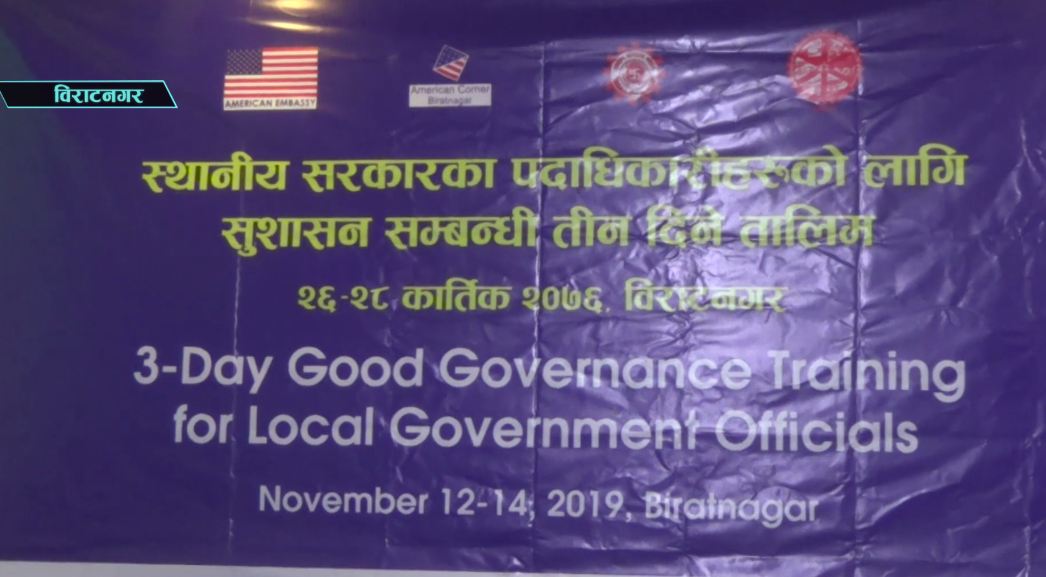 विराटनगर
AMERICAN EMBASSY
American Corner
Biratnagar
स्थानीय सरकारका पदाधिकारीहरुको लागि
सुशासन सम्बन्धी तीन दिने तालिम
२६-२८ कार्तिक २०७६, विराटनगर
3-Day Good Governance Training
for Local Government Officials
November 12-14, 2019, Biratnagar